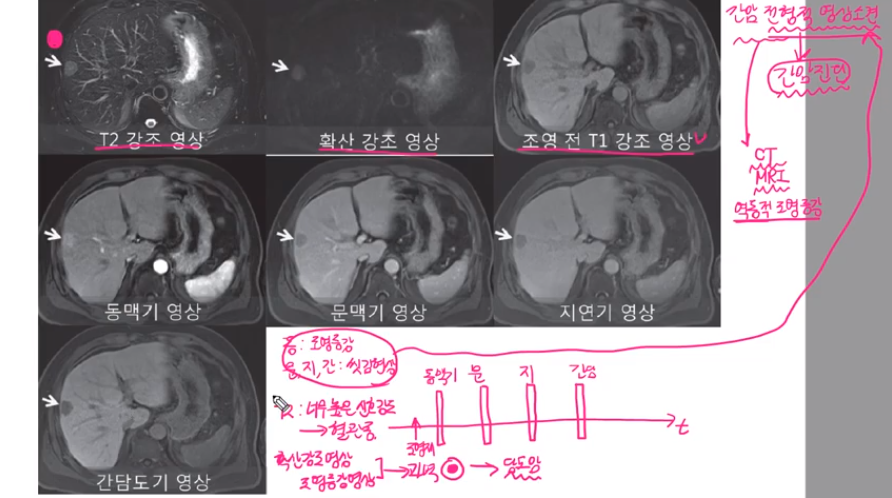 T2 강조 영상
확산 강조 영상
조영 전 T1 강조 영상
간암 전형적 영상소견
간암진단
CT
MRI
역동적 조영증강
동맥기 영상
문맥기 영상
지연기 영상
동: 조영증강
문, 지, 간: 씻김현상
동맥기 문 지 간담
T2: 너무 높은 신호강도
→ 혈관종
조영제
t
확산강조영상
조영증강영상
→ 과녁 → 담도암
간담도기 영상